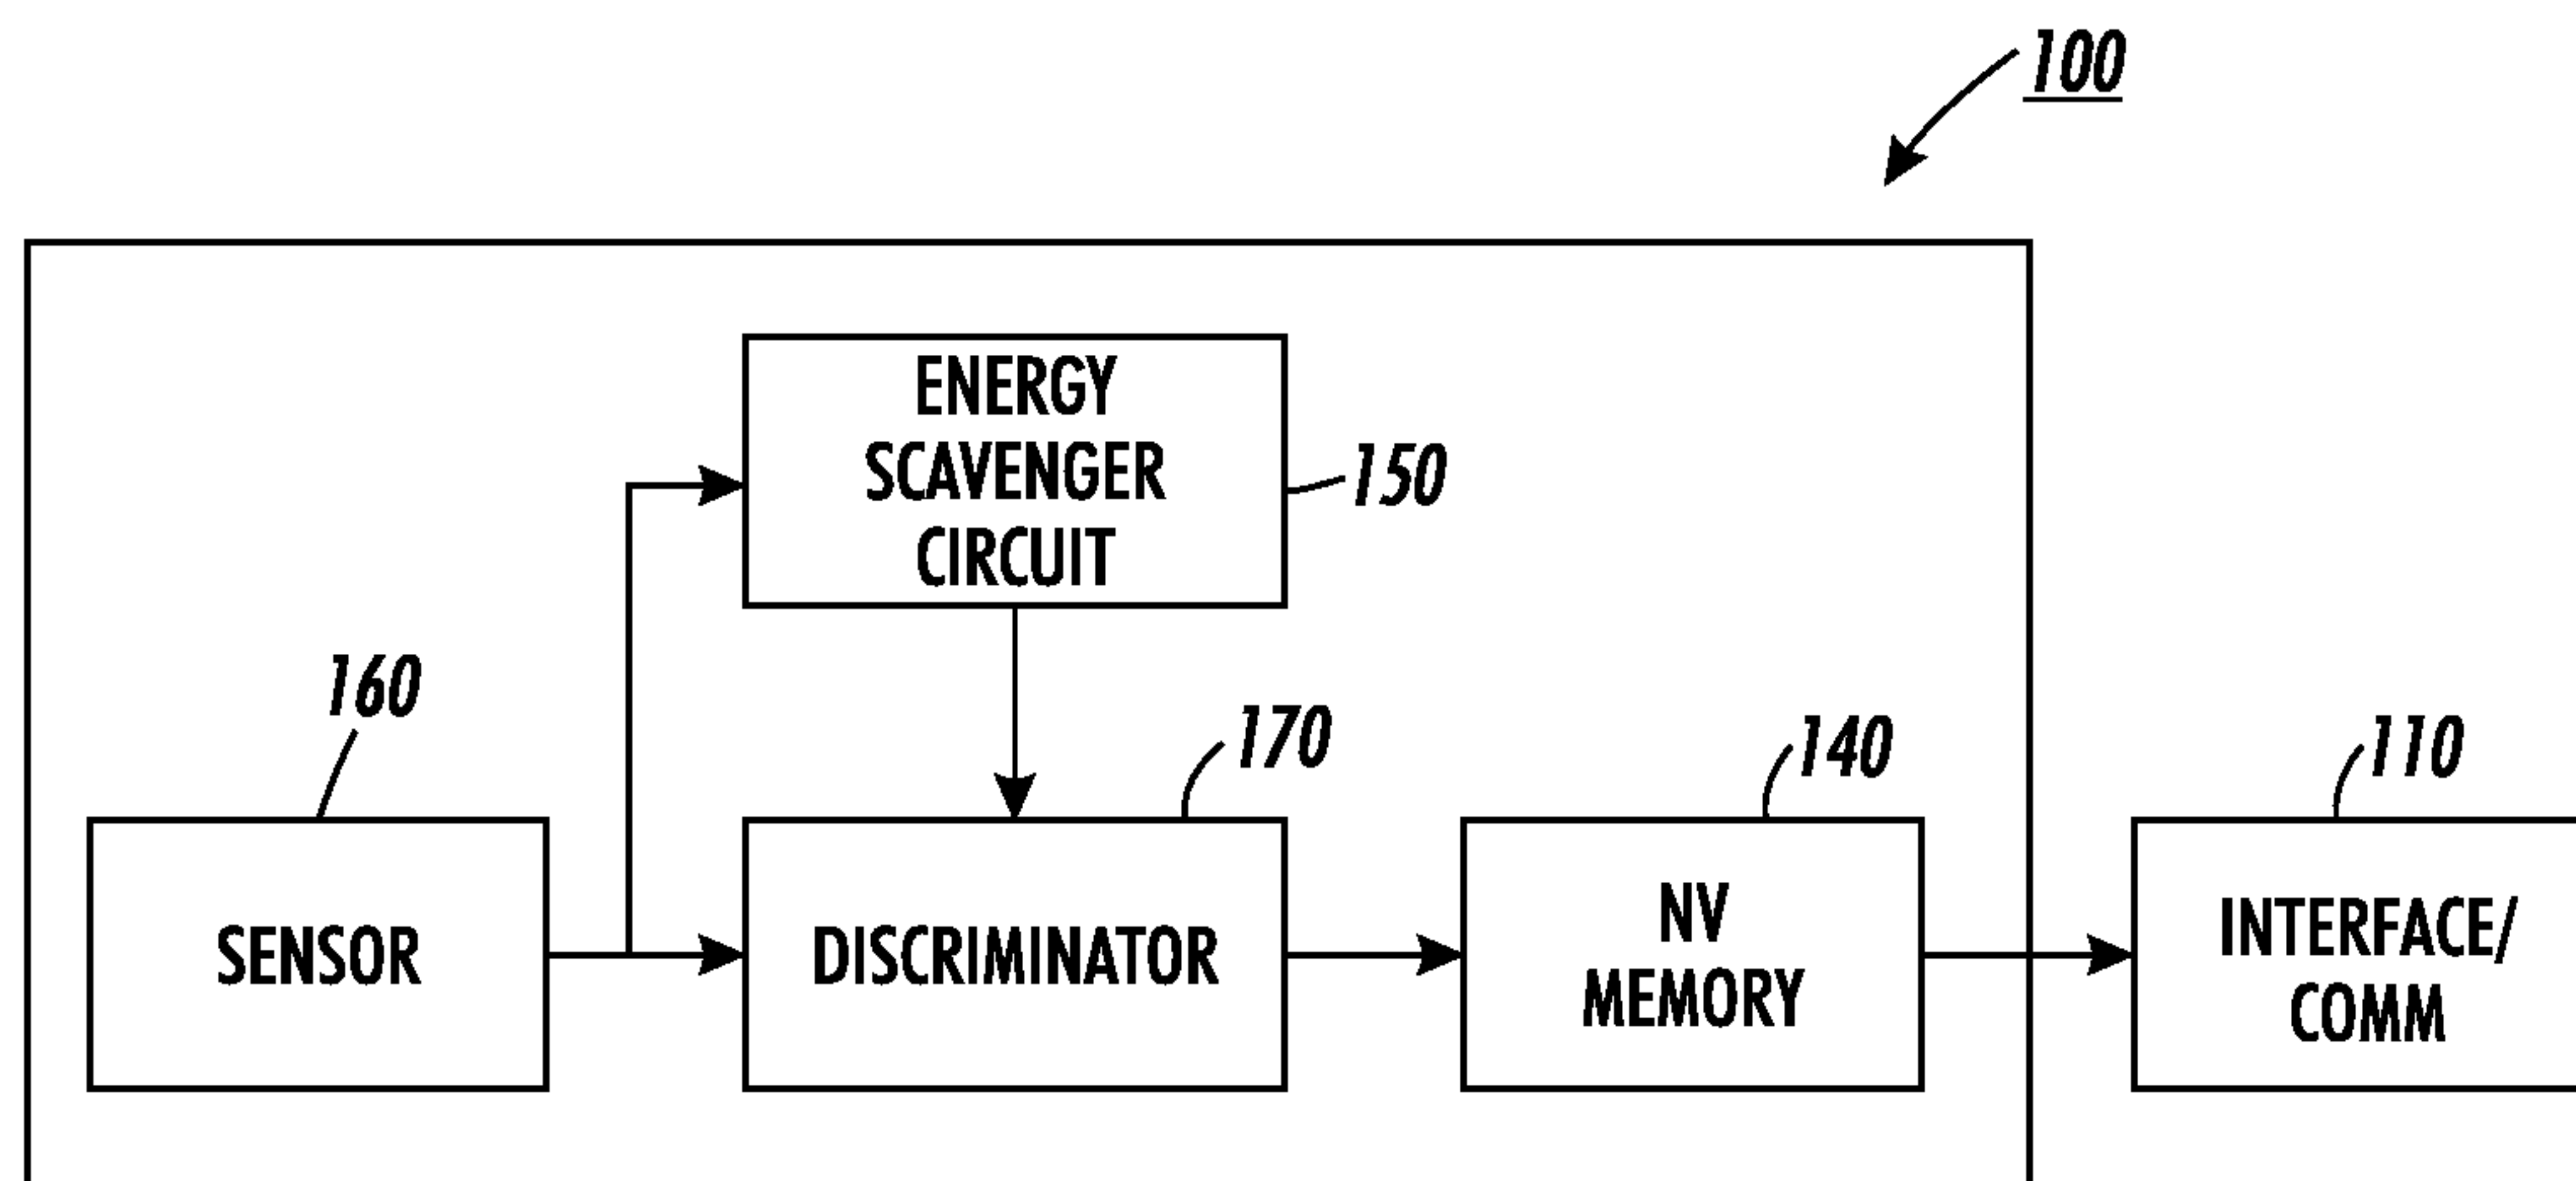 100
ENERGY
SCAVENGER
CIRCUIT
150
160
170
140
110
SENSOR
DISCRIMINATOR
NV
MEMORY
INTERFACE/
COMM